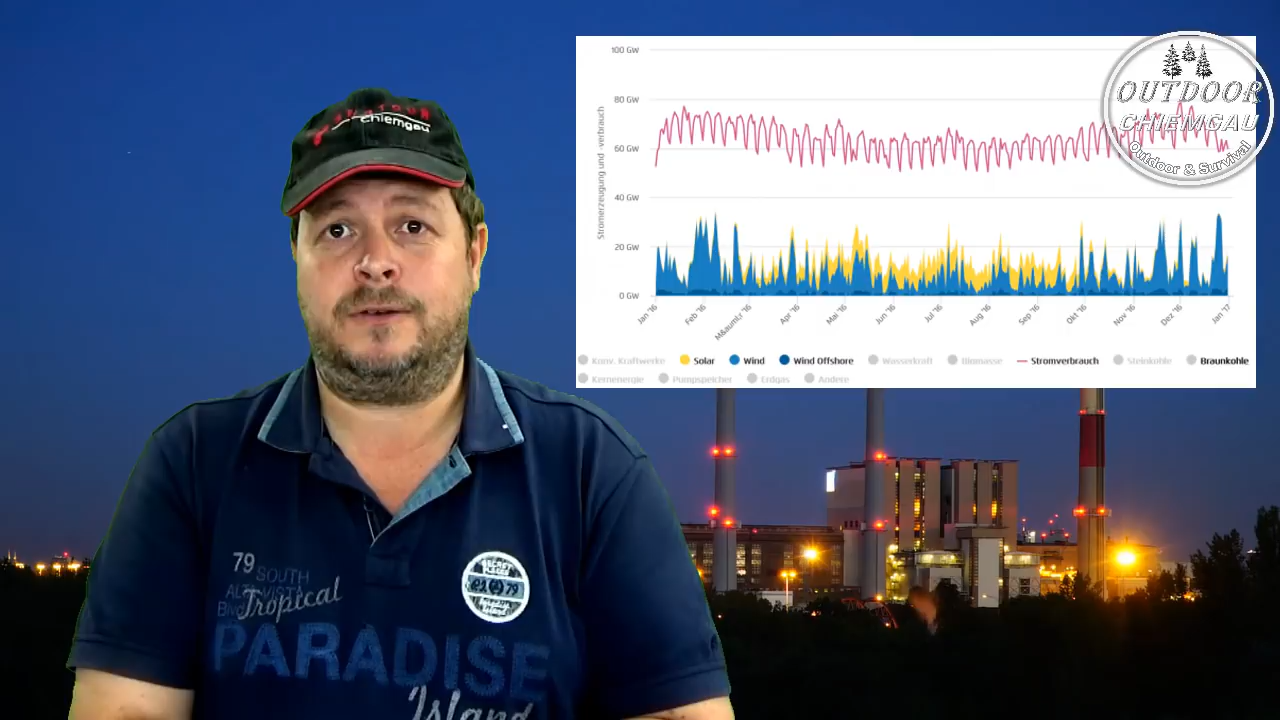 100 GW
80 GW
60 GW
40 GW
20 GW
0 GW
Stromerzeugung und -verbrauch
Jan '16
Feb '16
M&aumlr '16
Apr '16
Mai '16
Jun '16
Jul '16
Aug '16
Sep '16
Okt '16
Nov '16
Dez '16
Jan '17
Konv. Kraftwerke Solar Wind Wind Offshore Wasserkraft Biomasse Stromverbrauch Steinkohle Braunkohle
Kernenergie Pumpspeicher Erdgas Andere
OUTDOOR
CHIEMGAU
Outdoor & Survival
chiemgau
79 SOUTH
Tropical
PARADISE
Island
79